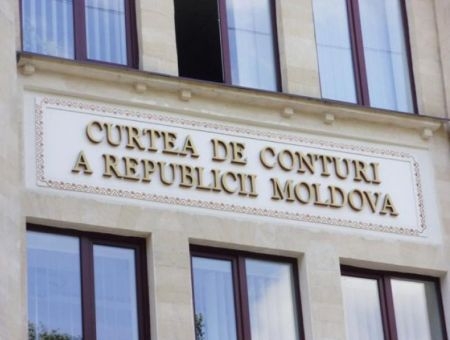 CURTEA DE CONTURI
A REPUBLICII MOLDOVA